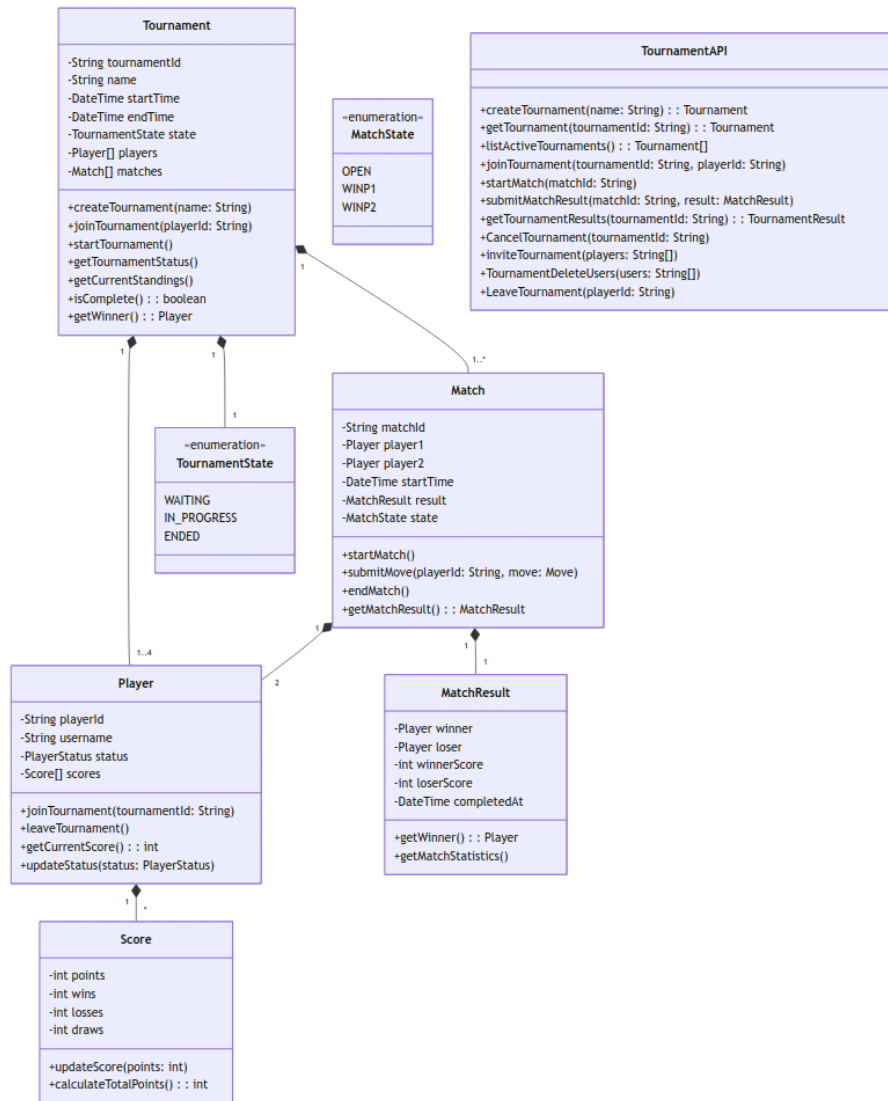 Tournament
-String tournamentId
-String name
-DateTime startTime
-DateTime endTime
-TournamentState state
-Player[] players
-Match[] matches
+createTournament(name: String)
+joinTournament(playerId: String)
+startTournament()
+getTournamentStatus()
+getCurrentStandings()
+isComplete() : : boolean
+getWinner() : : Player
«enumeration»
MatchState
OPEN
WINP1
WINP2
TournamentAPI
+createTournament(name: String) : : Tournament
+getTournament(tournamentId: String) : : Tournament
+listActiveTournaments() : : Tournament[]
+joinTournament(tournamentId: String, playerId: String)
+startMatch(matchId: String)
+submitMatchResult(matchId: String, result: MatchResult)
+getTournamentResults(tournamentId: String) : : TournamentResult
+CancelTournament(tournamentId: String)
+inviteTournament(players: String[])
+TournamentDeleteUsers(users: String[])
+LeaveTournament(playerId: String)
1
1
1
1..*
1
«enumeration»
TournamentState
WAITING
IN_PROGRESS
ENDED
Match
-String matchId
-Player player1
-Player player2
-DateTime startTime
-MatchResult result
-MatchState state
+startMatch()
+submitMove(playerId: String, move: Move)
+endMatch()
+getMatchResult() : : MatchResult
1
1
1..4
2
1
Player
-String playerId
-String username
-PlayerStatus status
-Score[] scores
+joinTournament(tournamentId: String)
+leaveTournament()
+getCurrentScore() : : int
+updateStatus(status: PlayerStatus)
MatchResult
-Player winner
-Player loser
-int winnerScore
-int loserScore
-DateTime completedAt
+getWinner() : : Player
+getMatchStatistics()
1
*
Score
-int points
-int wins
-int losses
-int draws
+updateScore(points: int)
+calculateTotalPoints() : : int